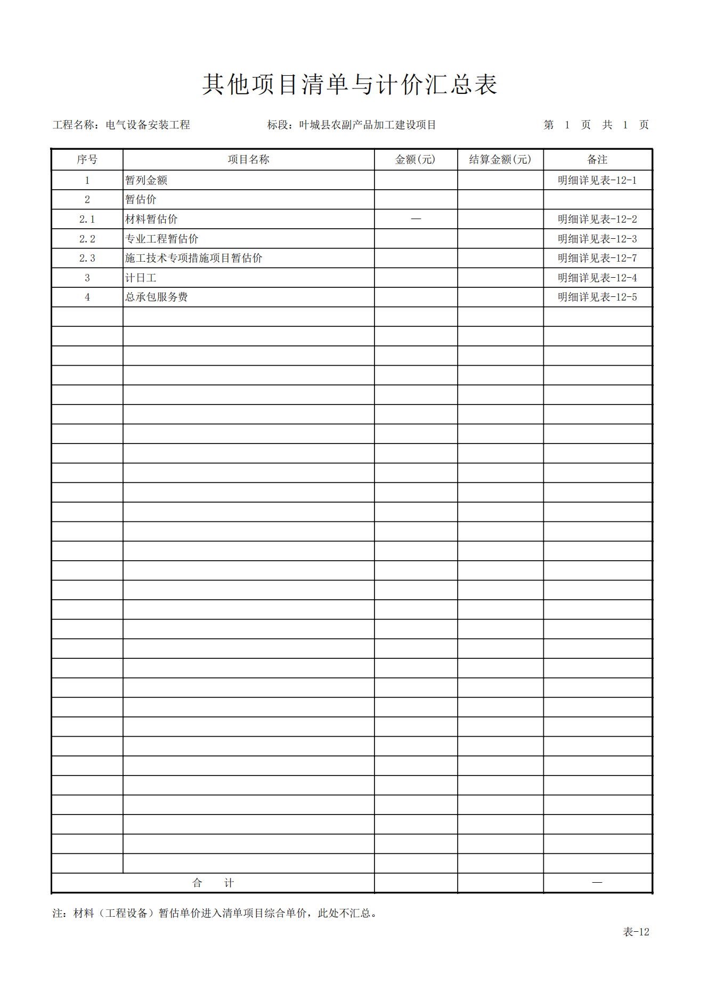 其他项目清单与计价汇总表
工程名称：电气设备安装工程 标段：叶城县农副产品加工建设项目 第 1 页 共 1 页
序号 项目名称 金额(元) 结算金额(元) 备注
1 暂列金额 明细详见表-12-1
2 暂估价
2.1 材料暂估价 — 明细详见表-12-2
2.2 专业工程暂估价 明细详见表-12-3
2.3 施工技术专项措施项目暂估价 明细详见表-12-7
3 计日工 明细详见表-12-4
4 总承包服务费 明细详见表-12-5
合 计 —
注：材料（工程设备）暂估单价进入清单项目综合单价，此处不汇总。
表-12